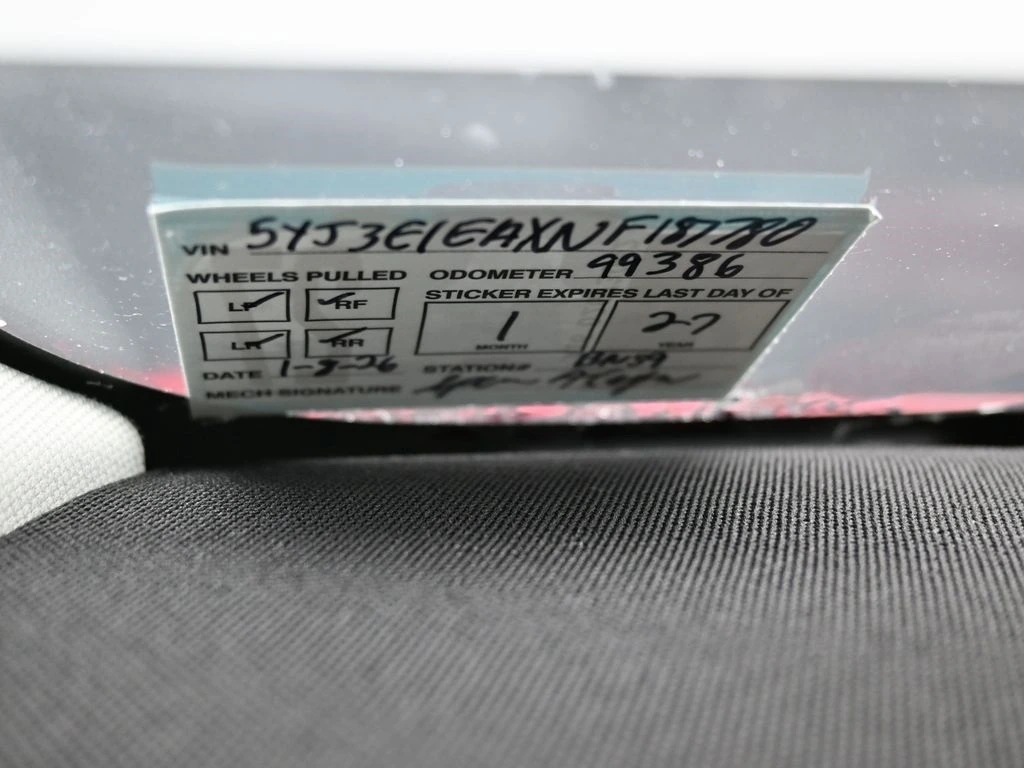 VIN 5YJ3E1EAXNF187780
WHEELS PULLED ODOMETER 99386
LF RF STICKER EXPIRES LAST DAY OF
LR RR 1 27
MONTH YEAR
DATE 1-8-26 STATION#
MECH SIGNATURE